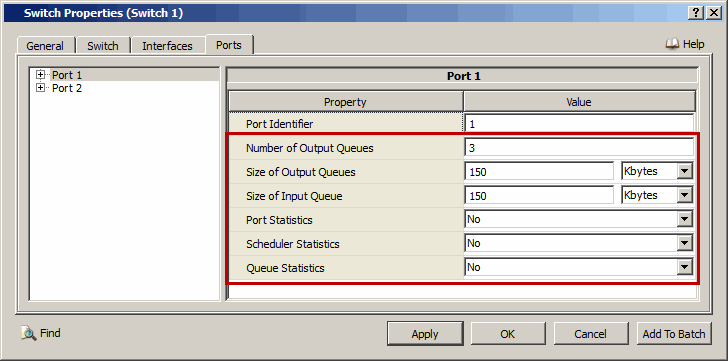 Switch Properties (Switch 1)
General Switch Interfaces Ports Help
Port 1
Port 2
Port 1
Property Value
Port Identifier 1
Number of Output Queues 3
Size of Output Queues 150 Kbytes
Size of Input Queue 150 Kbytes
Port Statistics No
Scheduler Statistics No
Queue Statistics No
Find Apply OK Cancel Add To Batch